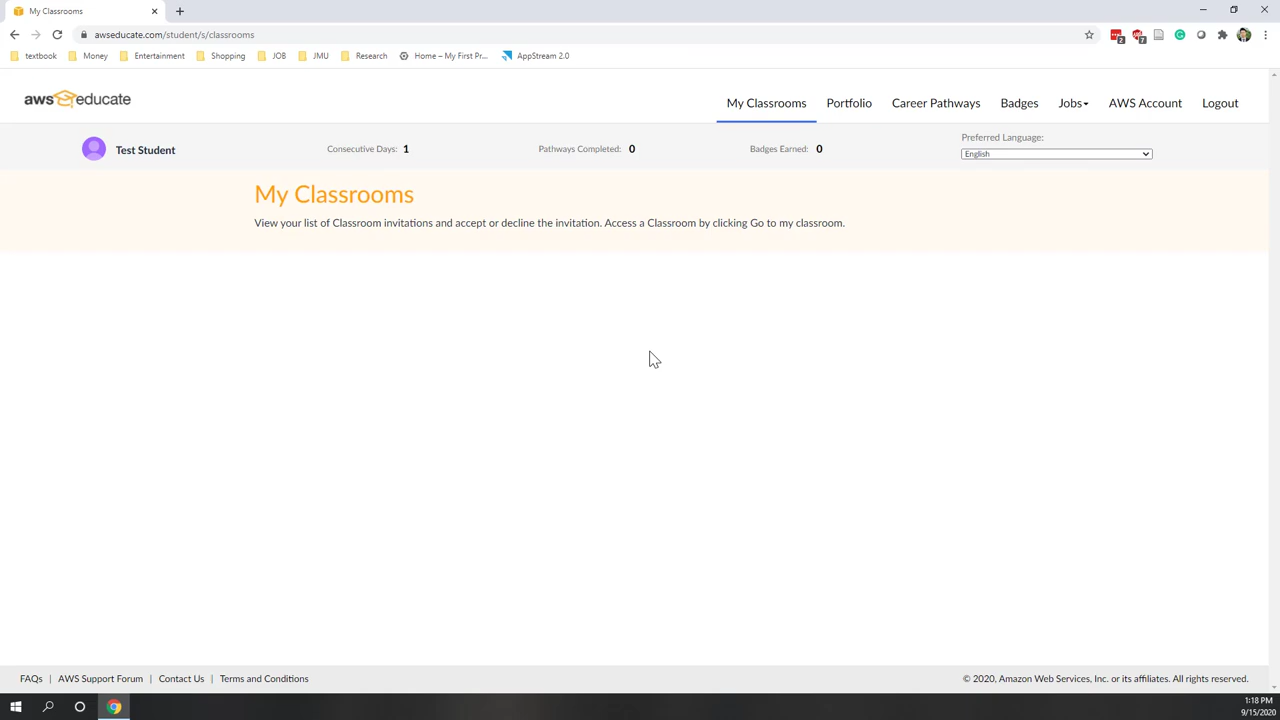 My Classrooms
awseducate.com/student/s/classrooms
2
7
textbook
Money
Entertainment
Shopping
JOB
JMU
Research
Home – My First Pr...
AppStream 2.0
aws educate
My Classrooms
Portfolio
Career Pathways
Badges
Jobs
AWS Account
Logout
Test Student
Consecutive Days: 1
Pathways Completed: 0
Badges Earned: 0
Preferred Language:
English
My Classrooms
View your list of Classroom invitations and accept or decline the invitation. Access a Classroom by clicking Go to my classroom.
FAQs | AWS Support Forum | Contact Us | Terms and Conditions
© 2020, Amazon Web Services, Inc. or its affiliates. All rights reserved.
1:18 PM
9/15/2020